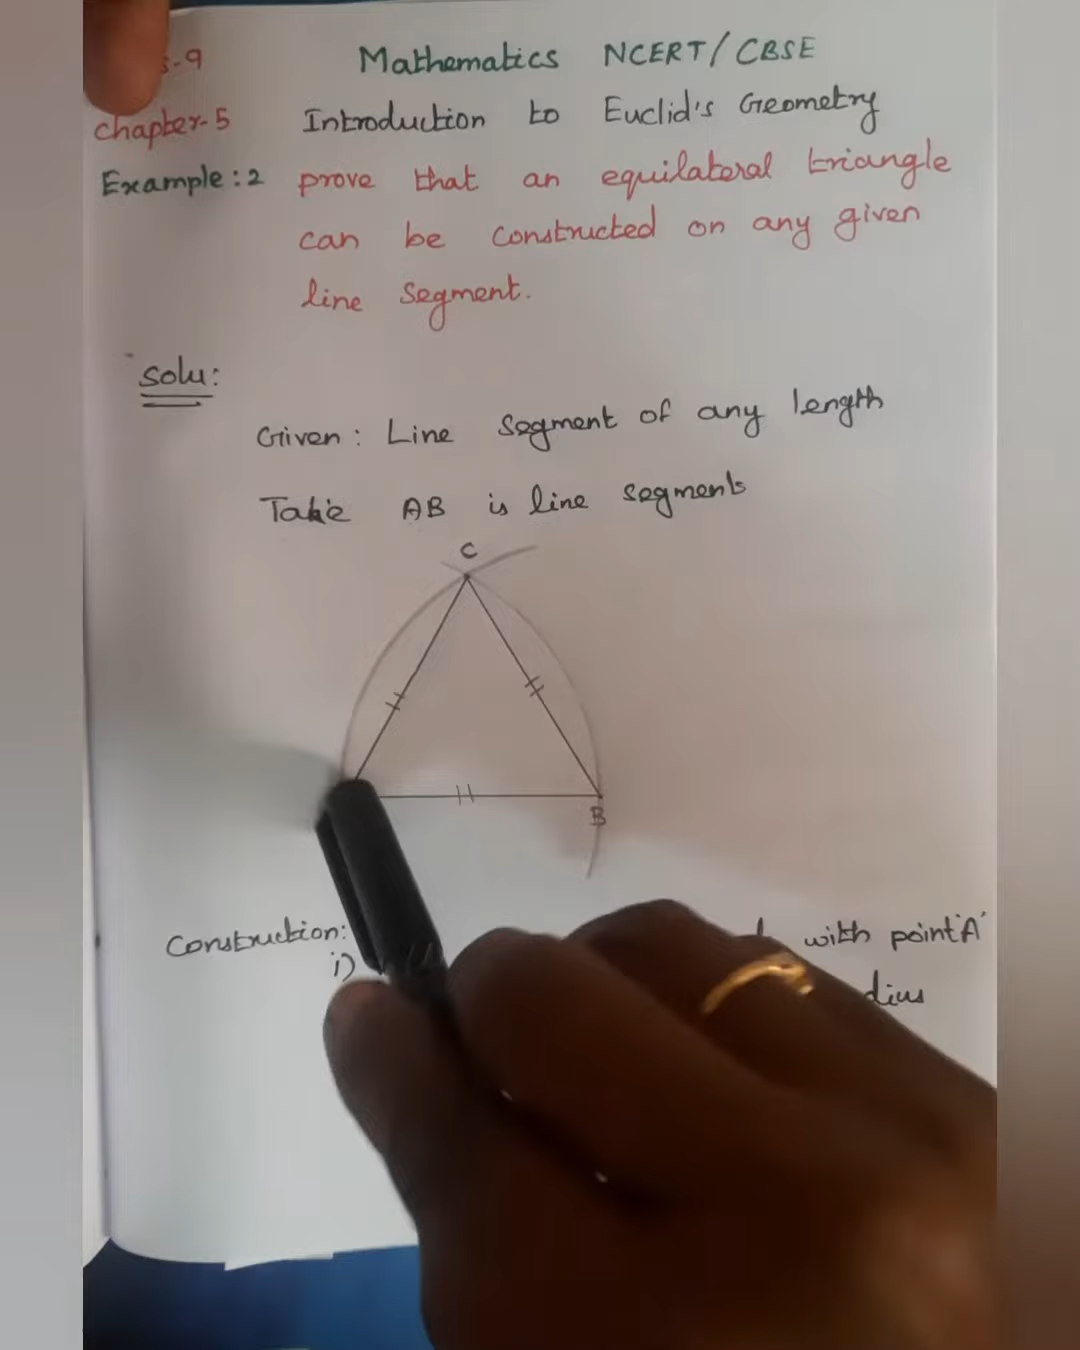 s-9 Mathematics NCERT/CBSE
Chapter-5 Introduction to Euclid's Geometry
Example:2 prove that an equilateral triangle
can be constructed on any given
line segment.
Solu:
Given: Line segment of any length
Take AB is line segment
C
B
Construction: with point 'A'
i)